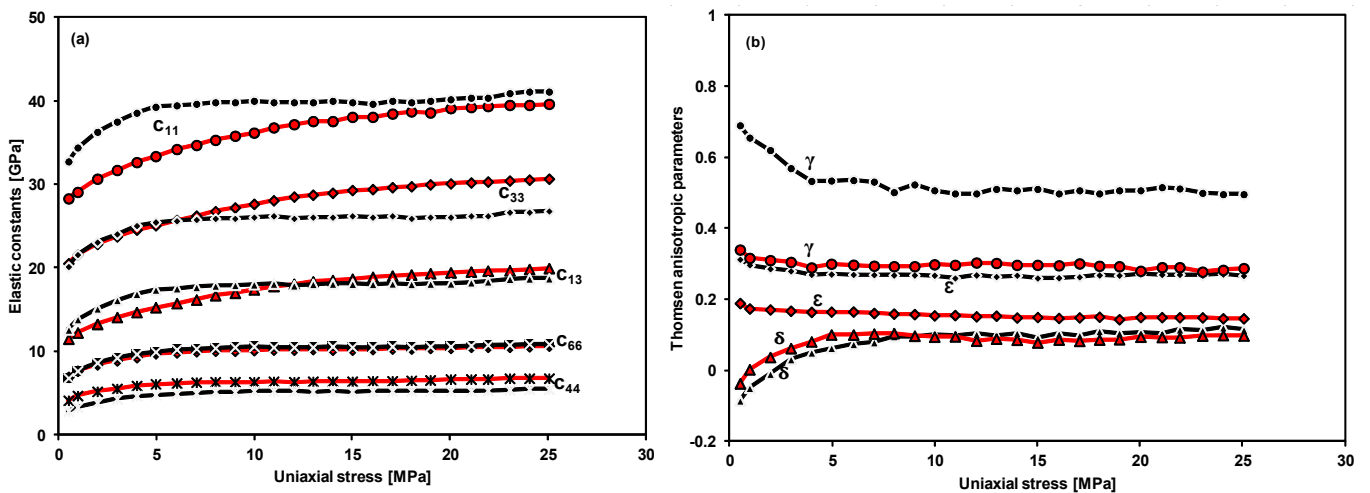 (a)
Elastic constants [GPa]
50
40
30
20
10
0
c11
c33
c13
c66
c44
0 5 10 15 20 25 30
Uniaxial stress [MPa]
(b)
Thomsen anisotropic parameters
1
0.8
0.6
0.4
0.2
0
-0.2
γ
γ
ε
ε
δ
δ
0 5 10 15 20 25 30
Uniaxial stress [MPa]